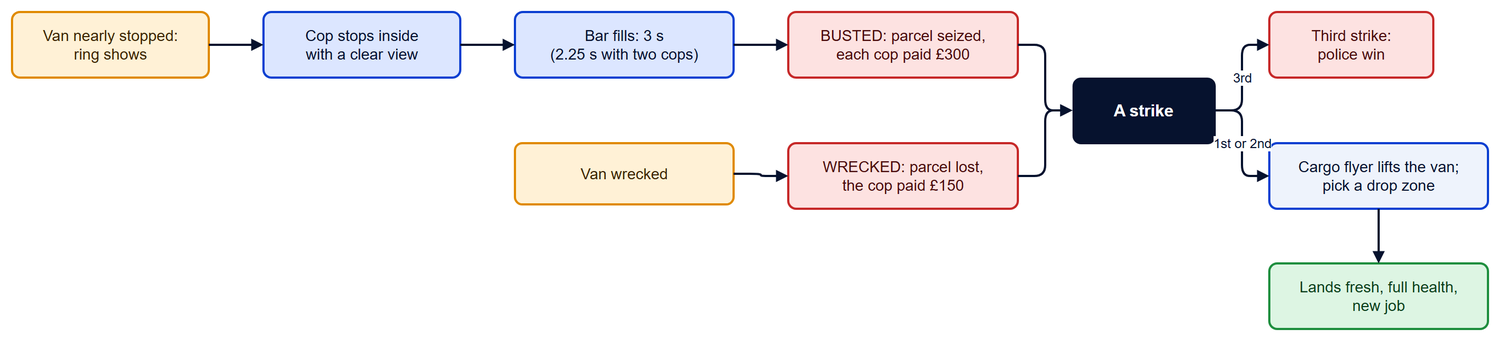 Van nearly stopped:
ring shows
Cop stops inside
with a clear view
Bar fills: 3 s
(2.25 s with two cops)
BUSTED: parcel seized,
each cop paid £300
Van wrecked
WRECKED: parcel lost,
the cop paid £150
A strike
3rd
Third strike:
police win
1st or 2nd
Cargo flyer lifts the van;
pick a drop zone
Lands fresh, full health,
new job